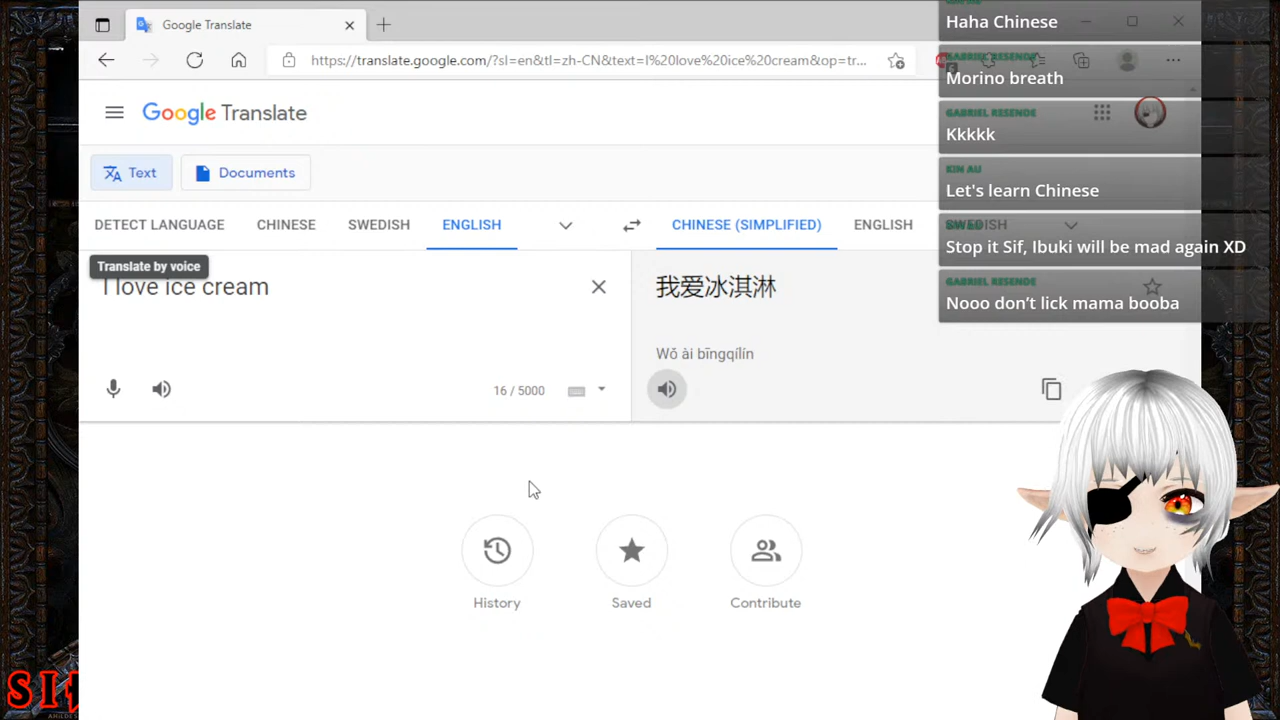 Google Translate
https://translate.google.com/?sl=en&tl=zh-CN&text=I%20love%20ice%20cream&op=tr...
Google Translate
Text
Documents
DETECT LANGUAGE
CHINESE
SWEDISH
ENGLISH
CHINESE (SIMPLIFIED)
ENGLISH
SWEDISH
Translate by voice
I love ice cream
我爱冰淇淋
Wǒ ài bīngqílín
16 / 5000
History
Saved
Contribute
Haha Chinese
GABRIEL RESENDE
Morino breath
GABRIEL RESENDE
Kkkkk
KIN AU
Let's learn Chinese
Stop it Sif, Ibuki will be mad again XD
GABRIEL RESENDE
Nooo don’t lick mama booba